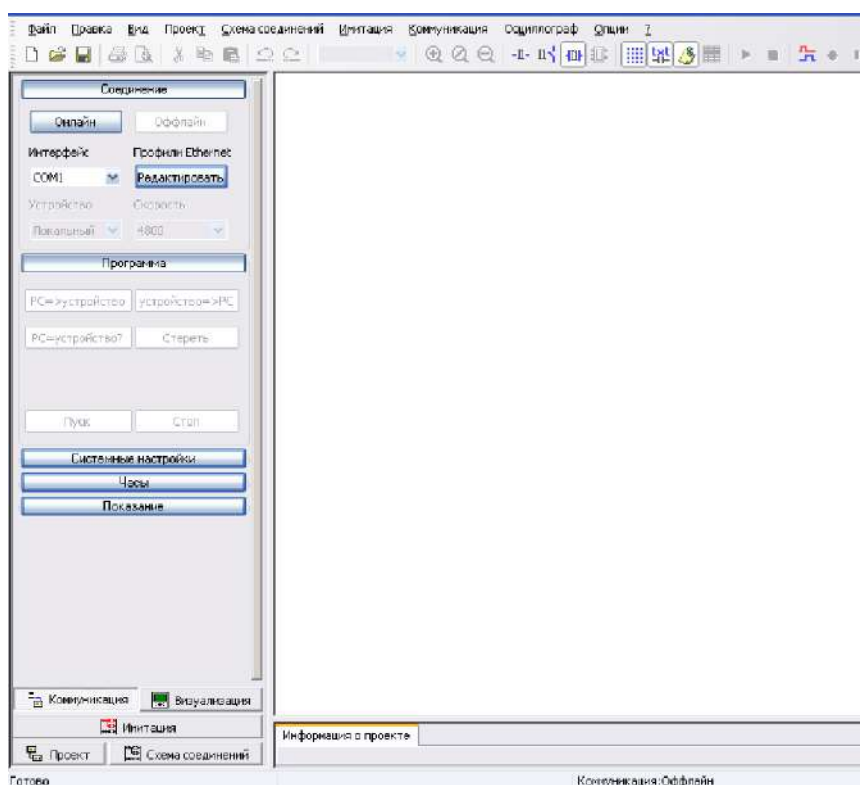 Файл Правка Вид Проект Схема соединений Имитация Коммуникация Осциллограф Опции ?
Соединение
Онлайн Оффлайн
Интерфейс Профили Ethernet
COM1 Редактировать
Устройство Скорость
Локальный 4800
Программа
PC=>устройство устройство=>PC
PC=устройство? Стереть
Пуск Стоп
Системные настройки
Часы
Показание
Коммуникация Визуализация
Имитация
Проект Схема соединений
Информация о проекте
Готово Коммуникация:Оффлайн